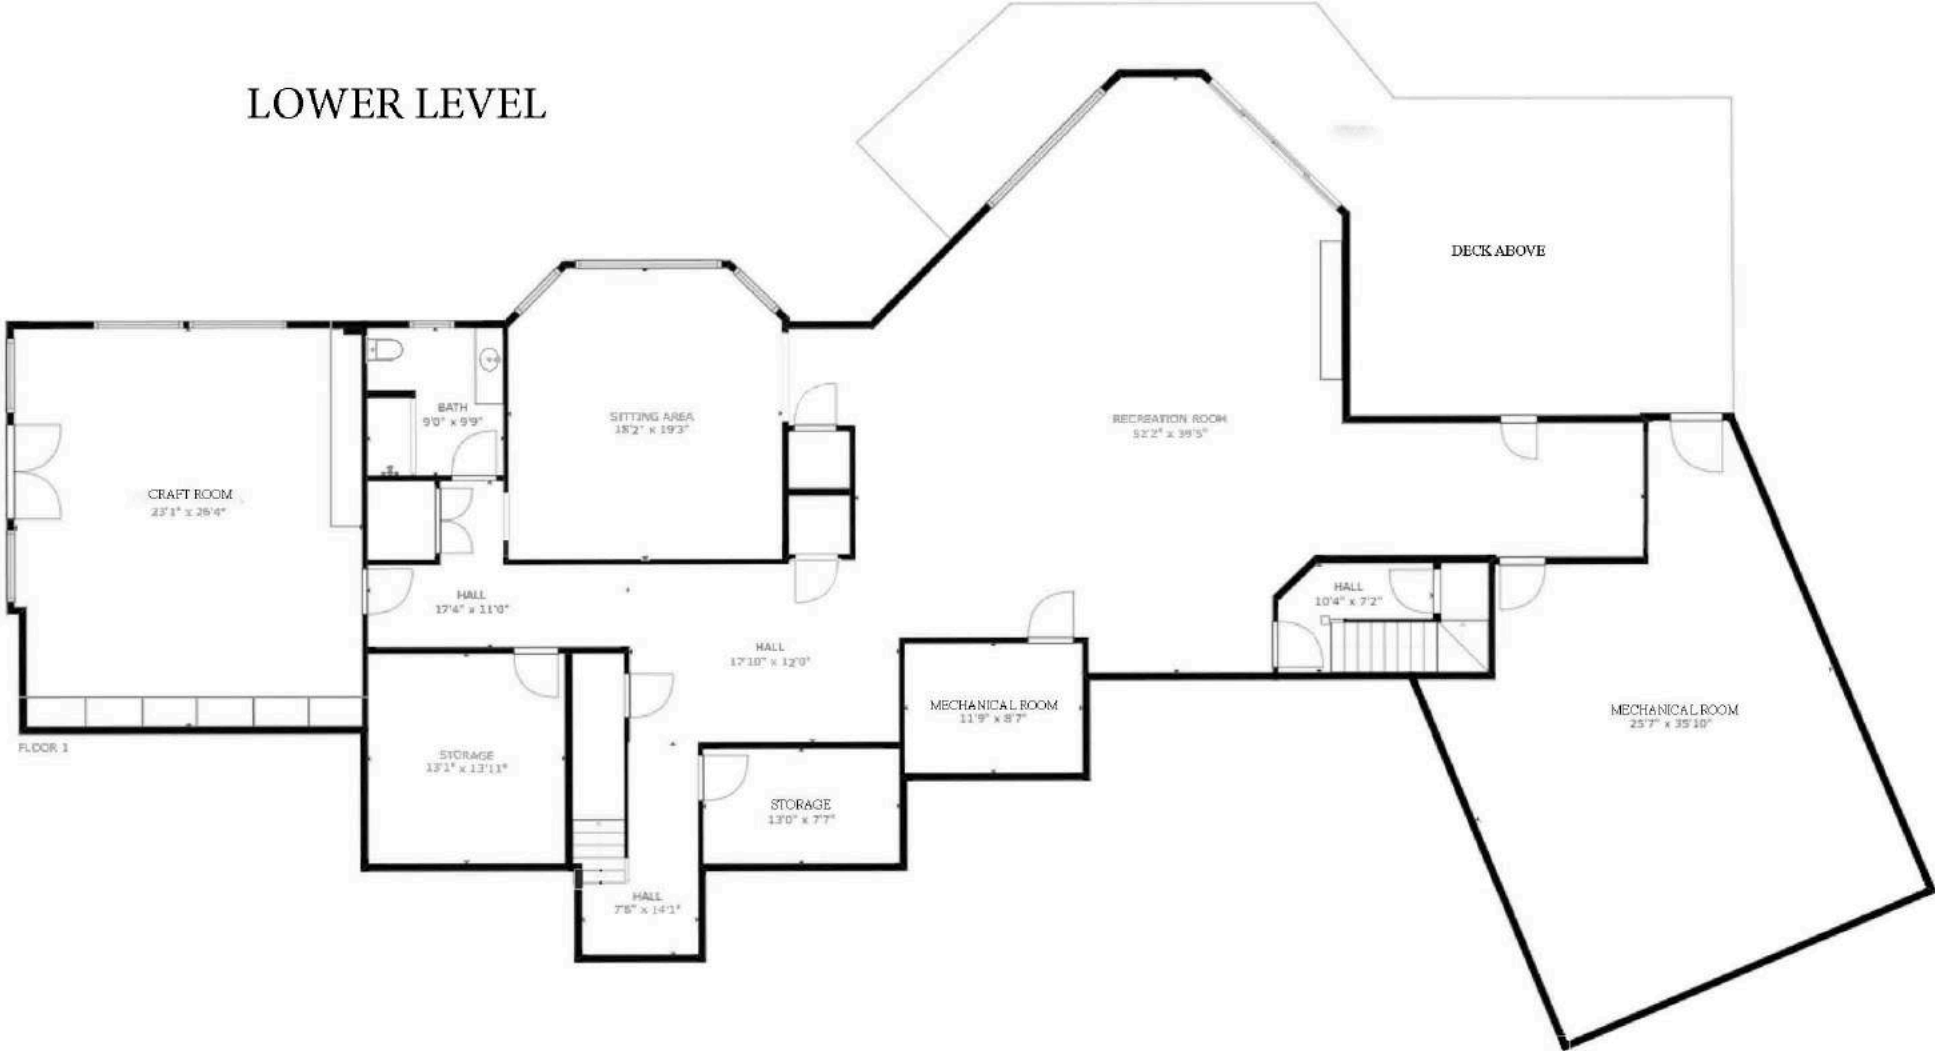 LOWER LEVEL
DECK ABOVE
BATH
9'0" x 9'9"
SITTING AREA
18'2" x 19'3"
RECREATION ROOM
52'2" x 39'5"
CRAFT ROOM
23'1" x 26'4"
HALL
17'4" x 11'0"
HALL
10'4" x 7'2"
HALL
17'10" x 12'0"
MECHANICAL ROOM
11'9" x 8'7"
MECHANICAL ROOM
25'7" x 35'10"
FLOOR 1
STORAGE
13'1" x 13'11"
STORAGE
13'0" x 7'7"
HALL
7'8" x 14'1"